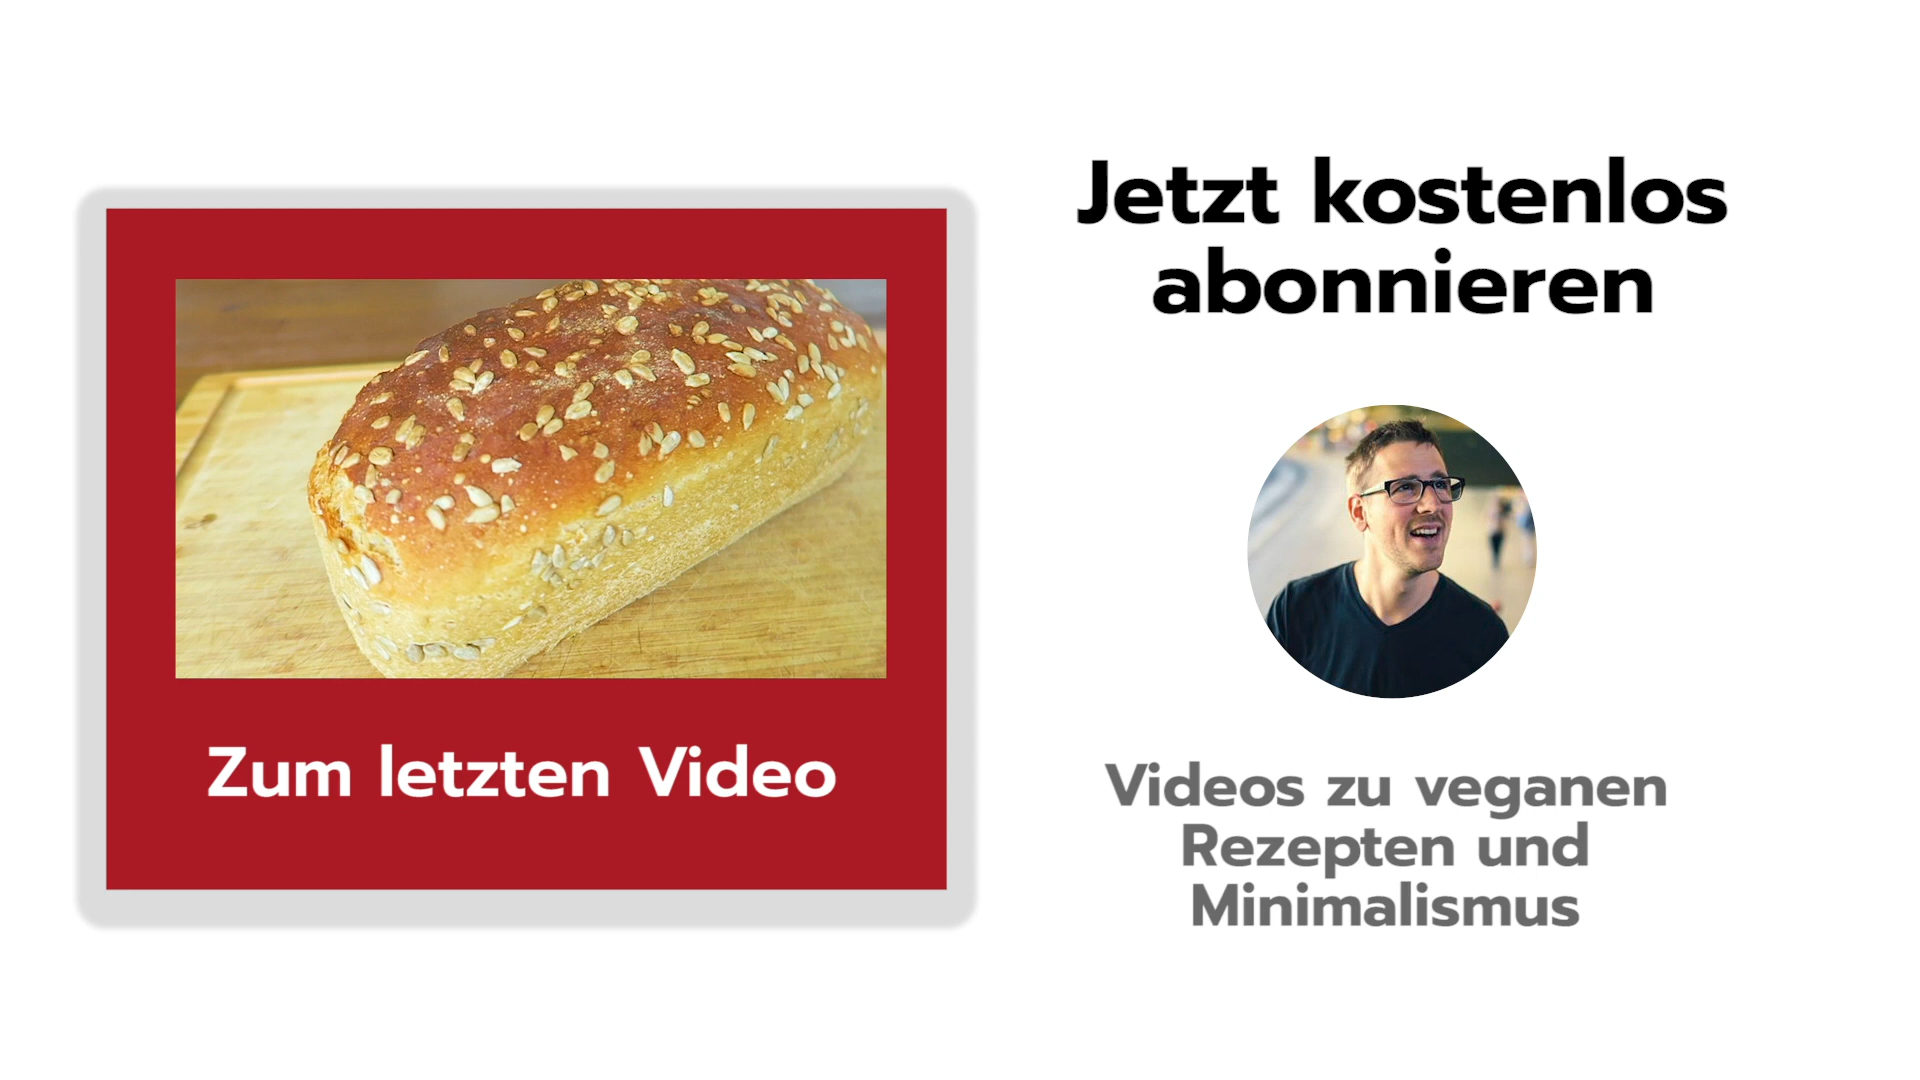 Zum letzten Video
Jetzt kostenlos
abonnieren
Videos zu veganen
Rezepten und
Minimalismus